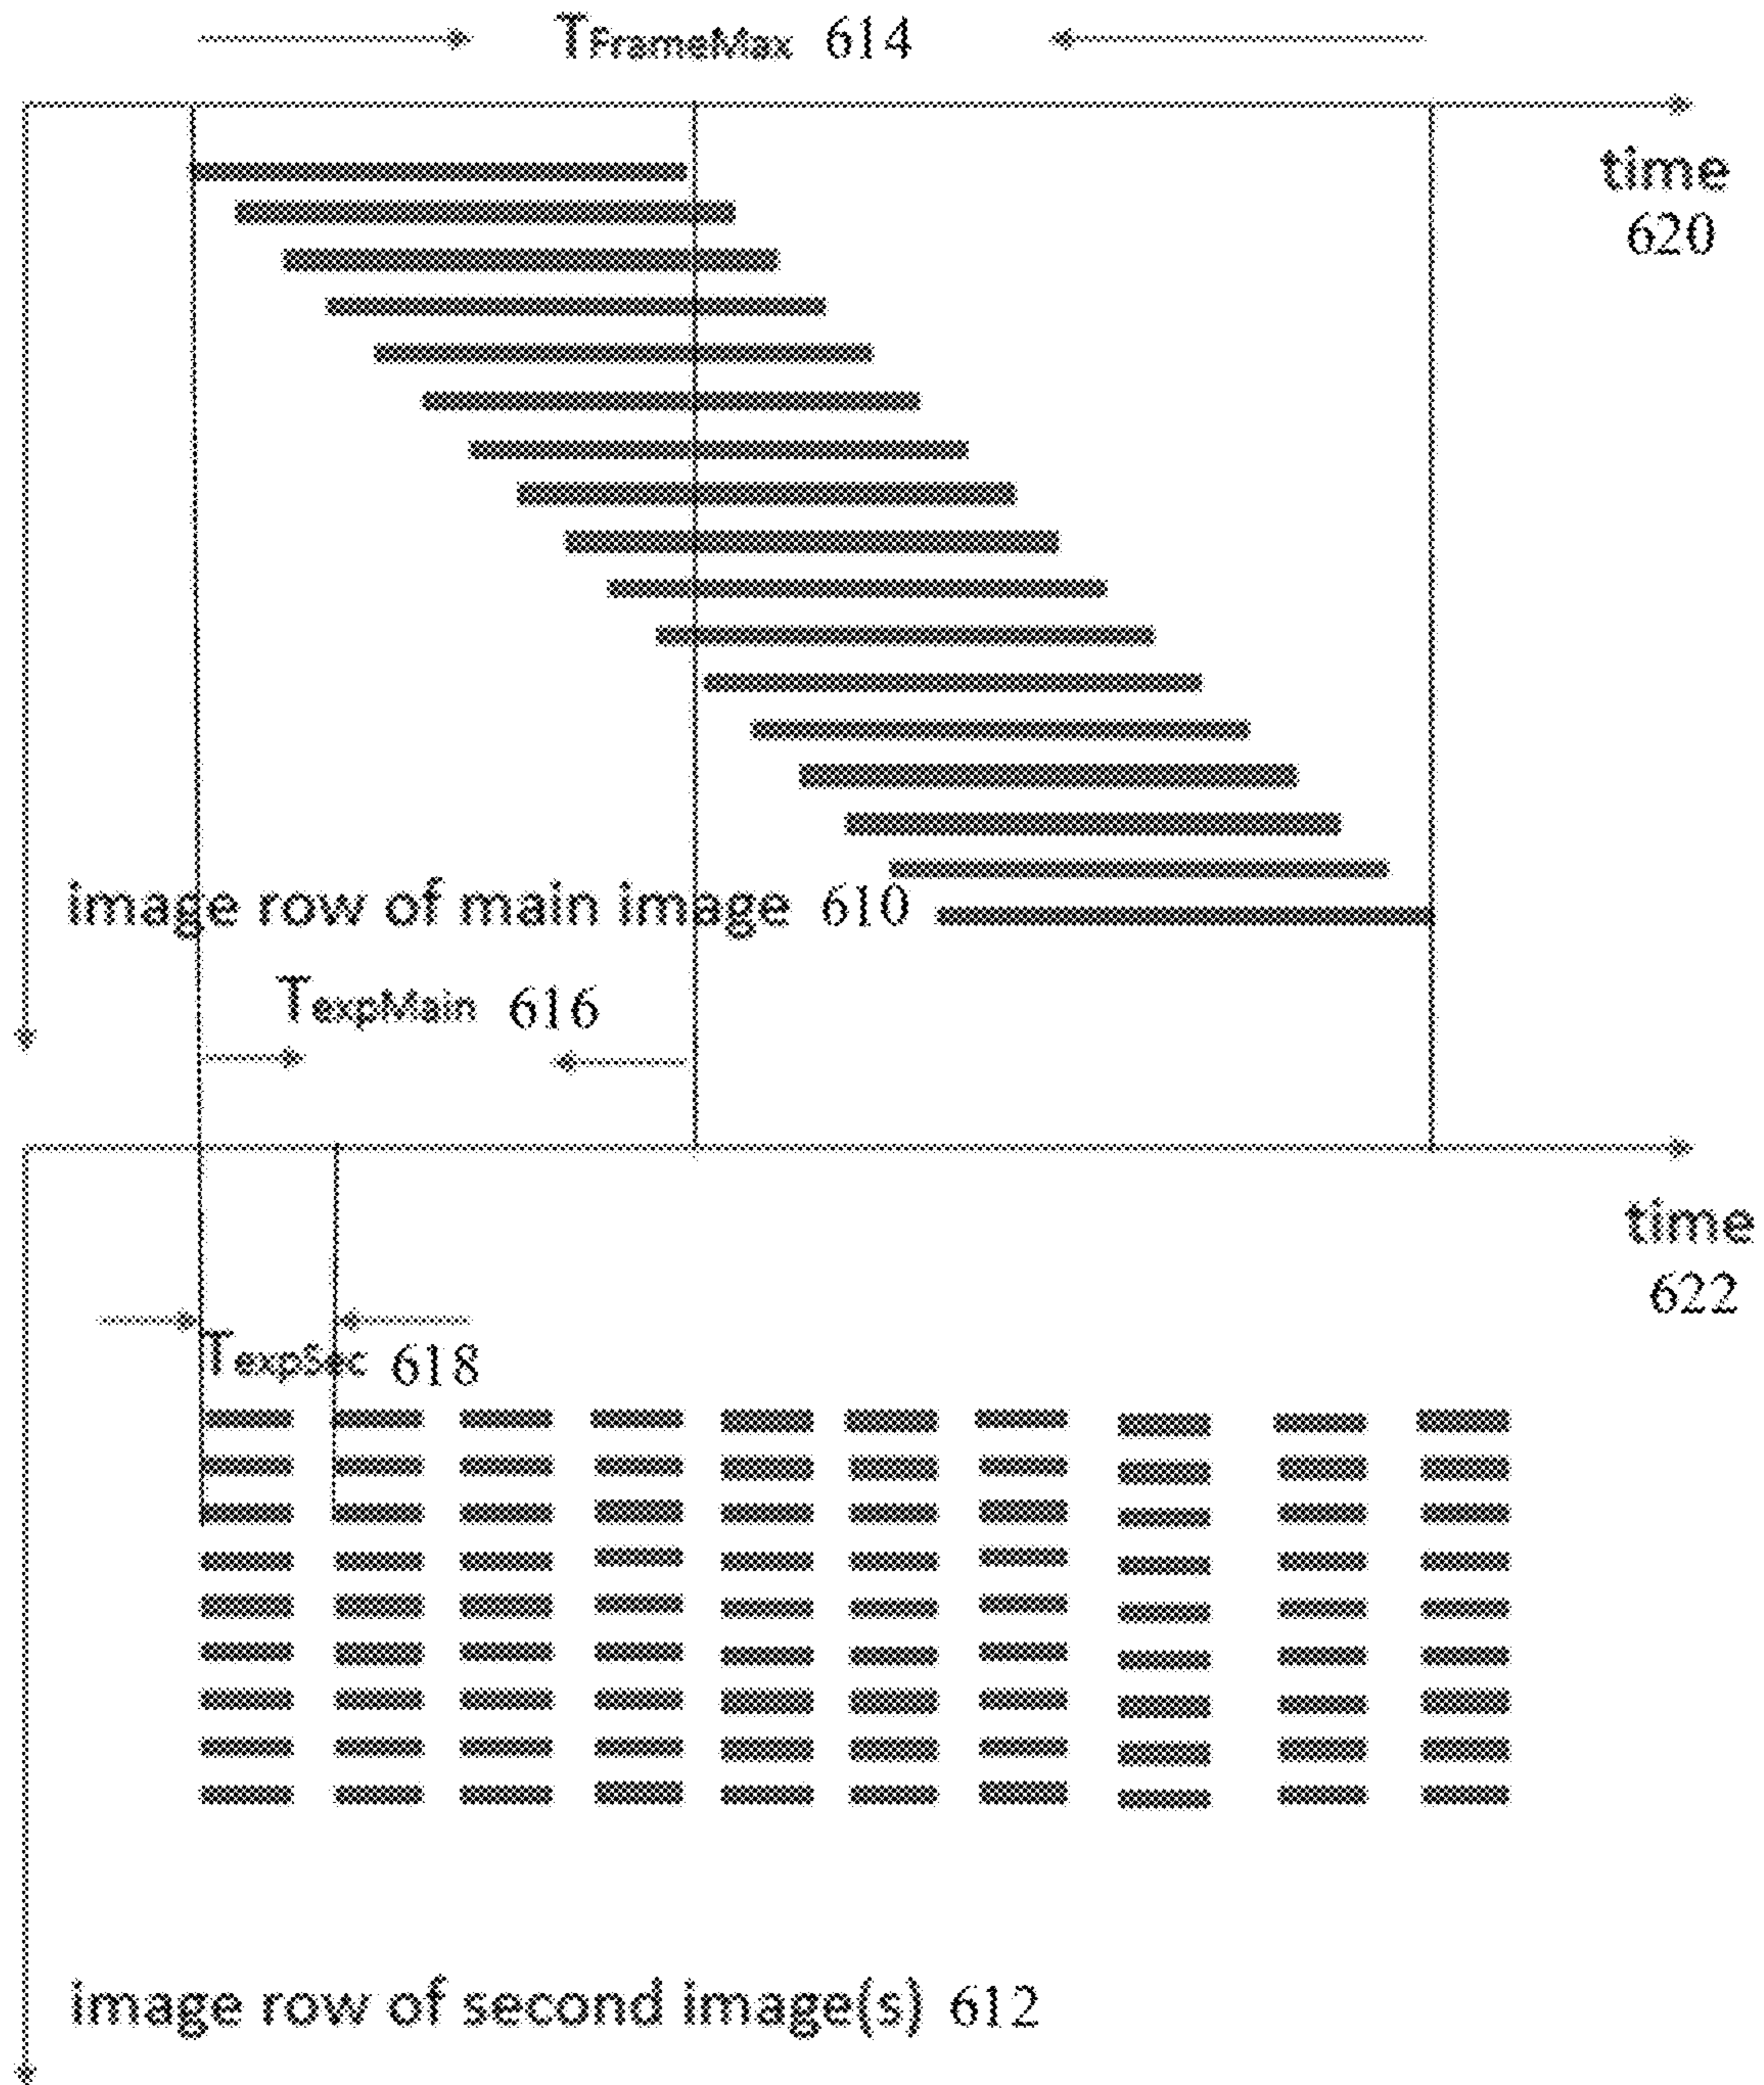 TFrameMax 614
time
620
image row of main image 610
TexpMain 616
time
622
TexpSec 618
image row of second image(s) 612